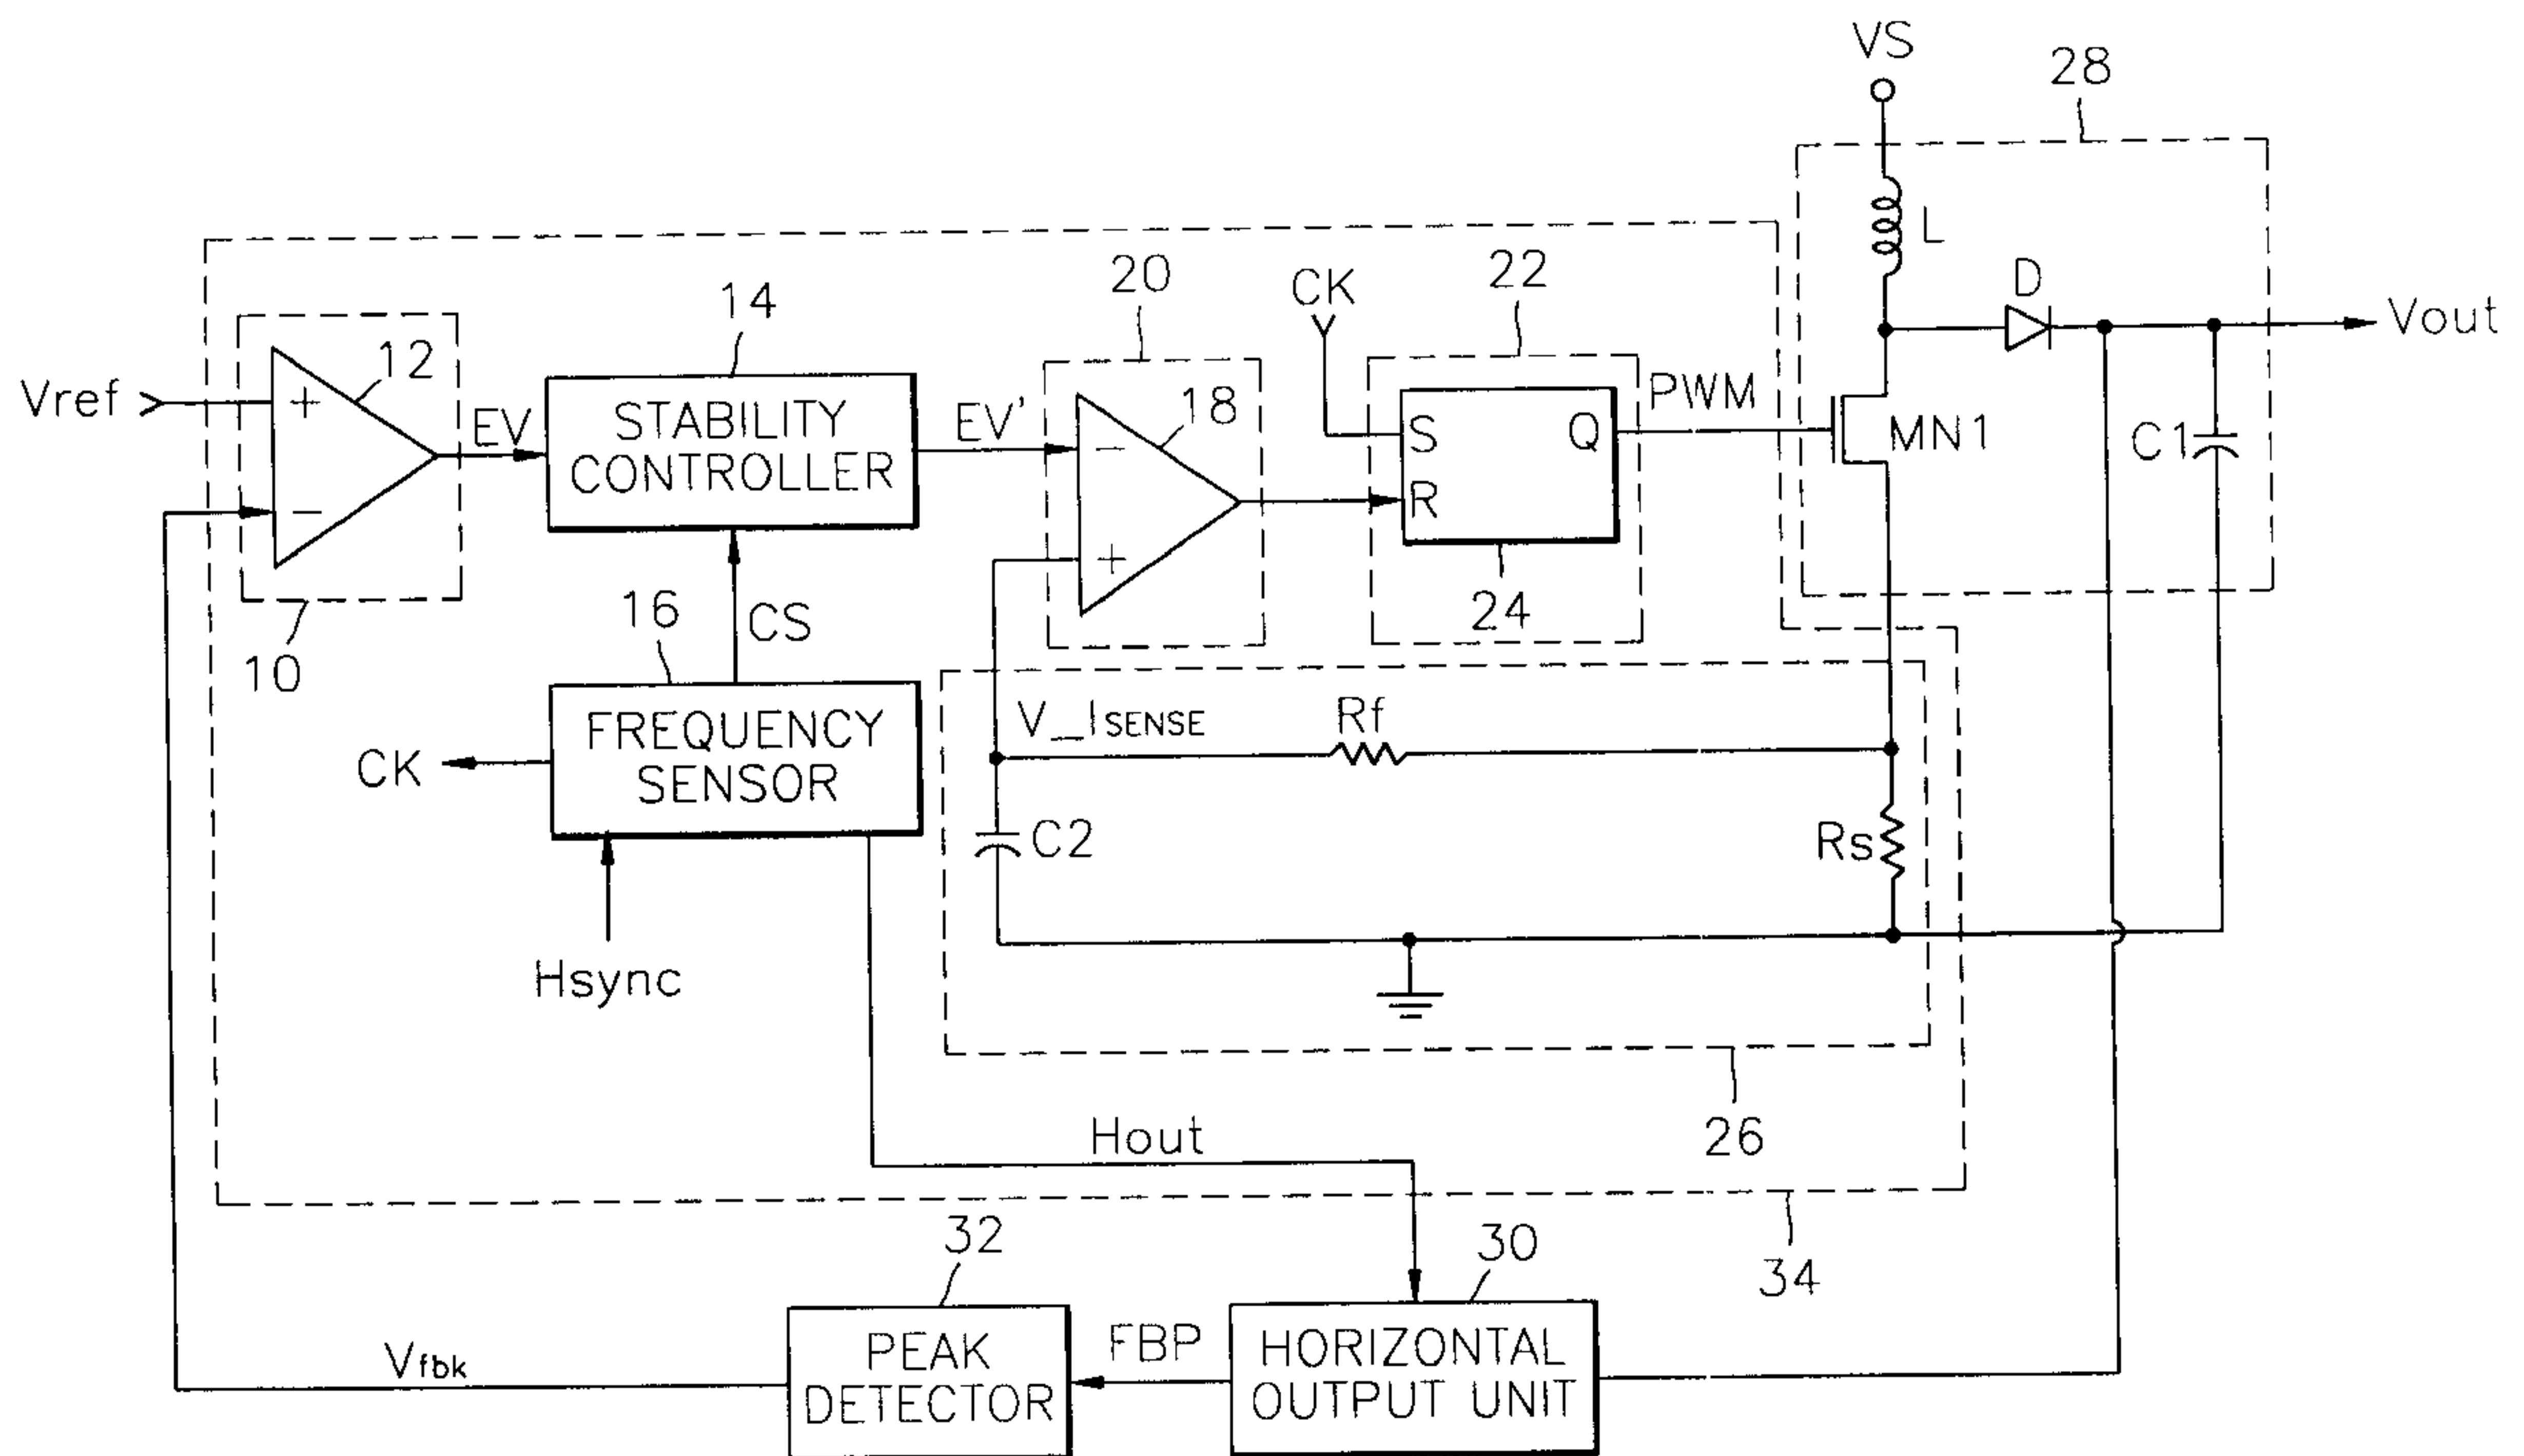 VS
28
L
20
22
CK
14
D
12
Vout
Vref
+
EV
STABILITY
CONTROLLER
EV'
18
PWM
S
Q
MN1
C1
−
−
R
+
16
CS
24
10
V_ISENSE
Rf
FREQUENCY
SENSOR
CK
C2
Rs
Hsync
Hout
26
32
30
34
Vfbk
PEAK
DETECTOR
FBP
HORIZONTAL
OUTPUT UNIT